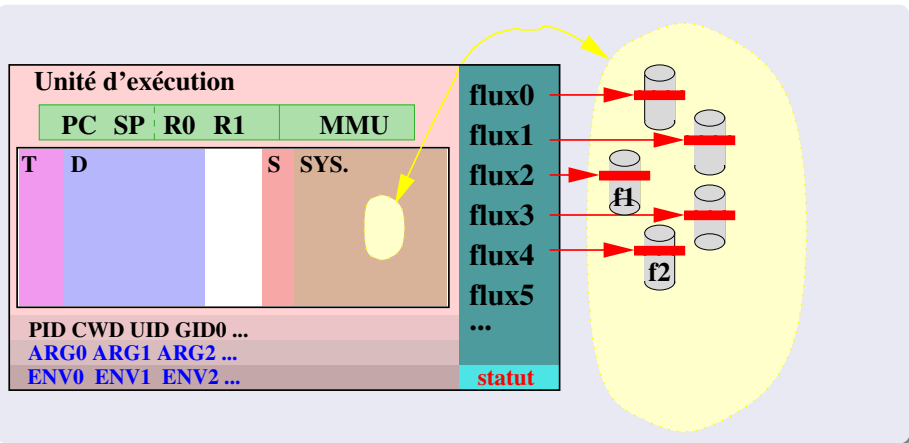 Unité d'exécution
PC SP R0 R1 MMU
T D S SYS.
PID CWD UID GID0 ...
ARG0 ARG1 ARG2 ...
ENV0 ENV1 ENV2 ...
flux0
flux1
flux2
flux3
flux4
flux5
...
statut
f1
f2